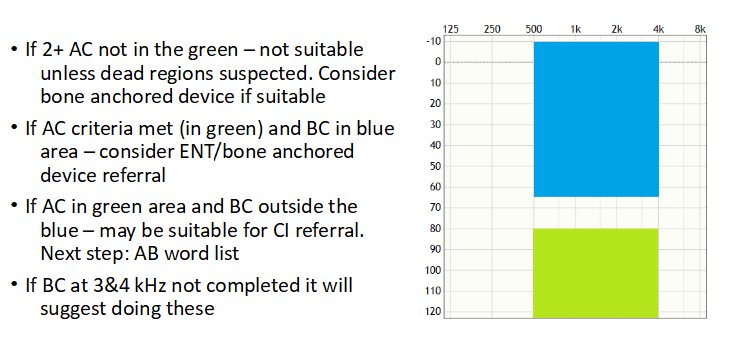 • If 2+ AC not in the green – not suitable
unless dead regions suspected. Consider
bone anchored device if suitable
• If AC criteria met (in green) and BC in blue
area – consider ENT/bone anchored
device referral
• If AC in green area and BC outside the
blue – may be suitable for CI referral.
Next step: AB word list
• If BC at 3&4 kHz not completed it will
suggest doing these
125 250 500 1k 2k 4k 8k
-10
0
10
20
30
40
50
60
70
80
90
100
110
120